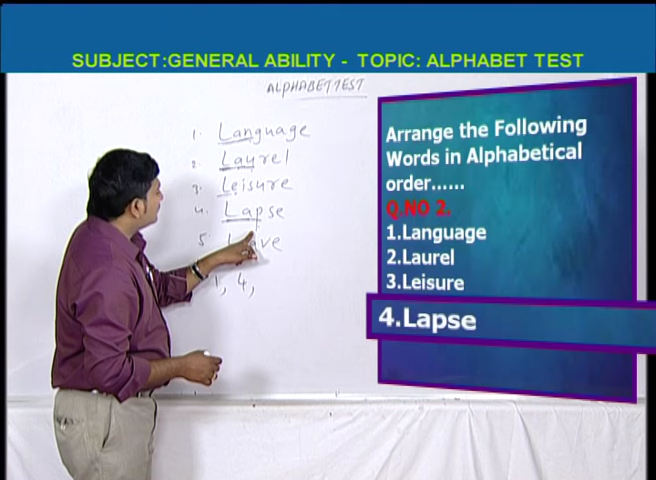 SUBJECT:GENERAL ABILITY - TOPIC: ALPHABET TEST
ALPHABET TEST
1. Language
2. Laurel
3. Leisure
4. Lapse
5.
1, 4,
Arrange the Following
Words in Alphabetical
order......
Q.NO 2.
1.Language
2.Laurel
3.Leisure
4.Lapse